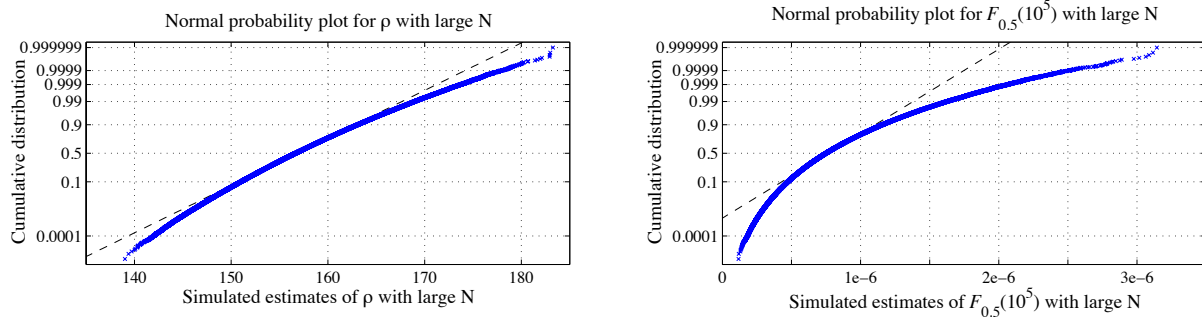 Normal probability plot for ρ with large N
0.999999
0.9999
0.999
0.99
0.9
0.5
0.1
0.0001
Cumulative distribution
140 150 160 170 180
Simulated estimates of ρ with large N
Normal probability plot for F_{0.5}(10^5) with large N
0.999999
0.9999
0.999
0.99
0.9
0.5
0.1
0.0001
Cumulative distribution
0 1e−6 2e−6 3e−6
Simulated estimates of F_{0.5}(10^5) with large N